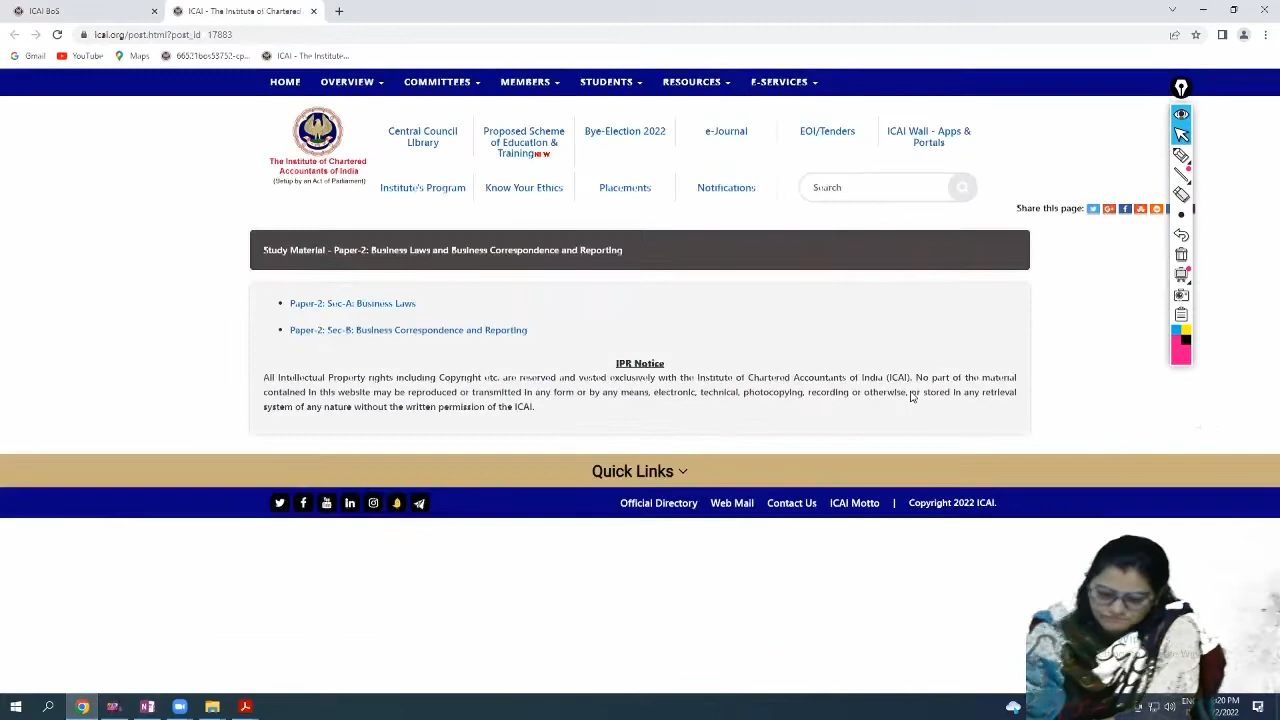 ICAI BoS
The Institute of Chartered
icai.org/post.html?post_id 17883
Gmail
YouTube
Maps
66521bos53752-cp...
ICAI - The Institute...
HOME OVERVIEW COMMITTEES MEMBERS STUDENTS RESOURCES E-SERVICES
The Institute of Chartered
Accountants of India
(Setup by an Act of Parliament)
Central Council
Library
Proposed Scheme
of Education &
Training
Bye-Election 2022
e-Journal
EOI/Tenders
ICAI Wall - Apps &
Portals
Institute's Program
Know Your Ethics
Placements
Notifications
Search
Share this page:
Study Material - Paper-2: Business Laws and Business Correspondence and Reporting
Paper-2: Sec-A: Business Laws
Paper-2: Sec-B: Business Correspondence and Reporting
IPR Notice
All Intellectual Property rights including Copyright etc. are reserved and vested exclusively with the Institute of Chartered Accountants of India (ICAI). No part of the material
contained in this website may be reproduced or transmitted in any form or by any means, electronic, technical, photocopying, recording or otherwise, or stored in any retrieval
system of any nature without the written permission of the ICAI.
Quick Links
Official Directory Web Mail Contact Us ICAI Motto | Copyright 2022 ICAI.
ENG
:20 PM
/2/2022